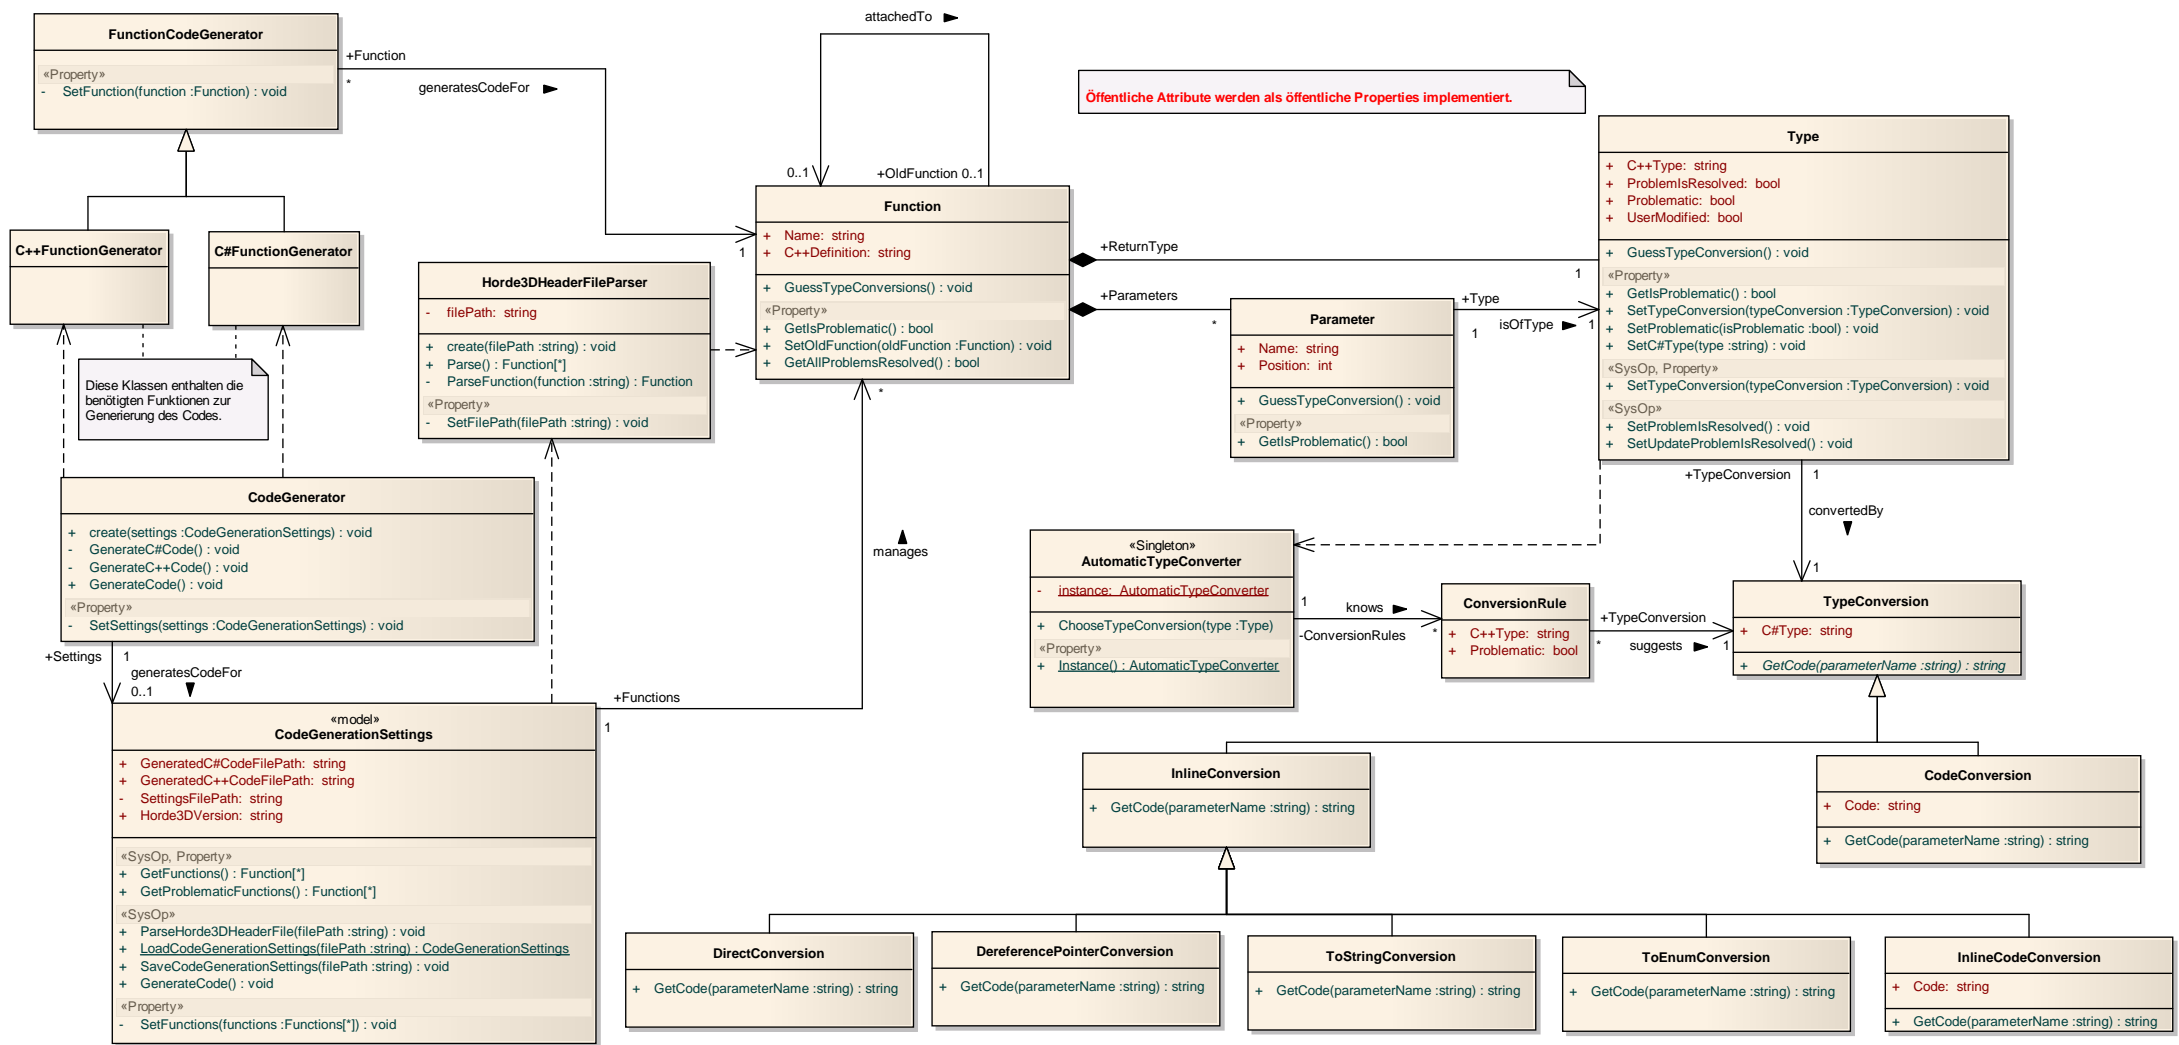 FunctionCodeGenerator
«Property»
- SetFunction(function :Function) : void
+Function
*
generatesCodeFor
1
attachedTo
0..1
+OldFunction 0..1
Öffentliche Attribute werden als öffentliche Properties implementiert.
C++FunctionGenerator
C#FunctionGenerator
Diese Klassen enthalten die
benötigten Funktionen zur
Generierung des Codes.
Horde3DHeaderFileParser
- filePath: string
+ create(filePath :string) : void
+ Parse() : Function[*]
- ParseFunction(function :string) : Function
«Property»
- SetFilePath(filePath :string) : void
Function
+ Name: string
+ C++Definition: string
+ GuessTypeConversions() : void
«Property»
+ GetIsProblematic() : bool
+ SetOldFunction(oldFunction :Function) : void
+ GetAllProblemsResolved() : bool
+ReturnType
1
+Parameters
*
Parameter
+ Name: string
+ Position: int
+ GuessTypeConversion() : void
«Property»
+ GetIsProblematic() : bool
+Type
1
isOfType
1
Type
+ C++Type: string
+ ProblemIsResolved: bool
+ Problematic: bool
+ UserModified: bool
+ GuessTypeConversion() : void
«Property»
+ GetIsProblematic() : bool
+ SetTypeConversion(typeConversion :TypeConversion) : void
+ SetProblematic(isProblematic :bool) : void
+ SetC#Type(type :string) : void
«SysOp, Property»
+ SetTypeConversion(typeConversion :TypeConversion) : void
«SysOp»
+ SetProblemIsResolved() : void
+ SetUpdateProblemIsResolved() : void
+TypeConversion
1
convertedBy
1
CodeGenerator
+ create(settings :CodeGenerationSettings) : void
- GenerateC#Code() : void
- GenerateC++Code() : void
+ GenerateCode() : void
«Property»
- SetSettings(settings :CodeGenerationSettings) : void
+Settings
1
generatesCodeFor
0..1
«model»
CodeGenerationSettings
+ GeneratedC#CodeFilePath: string
+ GeneratedC++CodeFilePath: string
- SettingsFilePath: string
+ Horde3DVersion: string
«SysOp, Property»
+ GetFunctions() : Function[*]
+ GetProblematicFunctions() : Function[*]
«SysOp»
+ ParseHorde3DHeaderFile(filePath :string) : void
+ LoadCodeGenerationSettings(filePath :string) : CodeGenerationSettings
+ SaveCodeGenerationSettings(filePath :string) : void
+ GenerateCode() : void
«Property»
- SetFunctions(functions :Functions[*]) : void
+Functions
1
manages
*
«Singleton»
AutomaticTypeConverter
- instance: AutomaticTypeConverter
+ ChooseTypeConversion(type :Type)
«Property»
+ Instance() : AutomaticTypeConverter
1
knows
-ConversionRules
*
ConversionRule
+ C++Type: string
+ Problematic: bool
+TypeConversion
*
suggests
1
TypeConversion
+ C#Type: string
+ GetCode(parameterName :string) : string
InlineConversion
+ GetCode(parameterName :string) : string
CodeConversion
+ Code: string
+ GetCode(parameterName :string) : string
DirectConversion
+ GetCode(parameterName :string) : string
DereferencePointerConversion
+ GetCode(parameterName :string) : string
ToStringConversion
+ GetCode(parameterName :string) : string
ToEnumConversion
+ GetCode(parameterName :string) : string
InlineCodeConversion
+ Code: string
+ GetCode(parameterName :string) : string